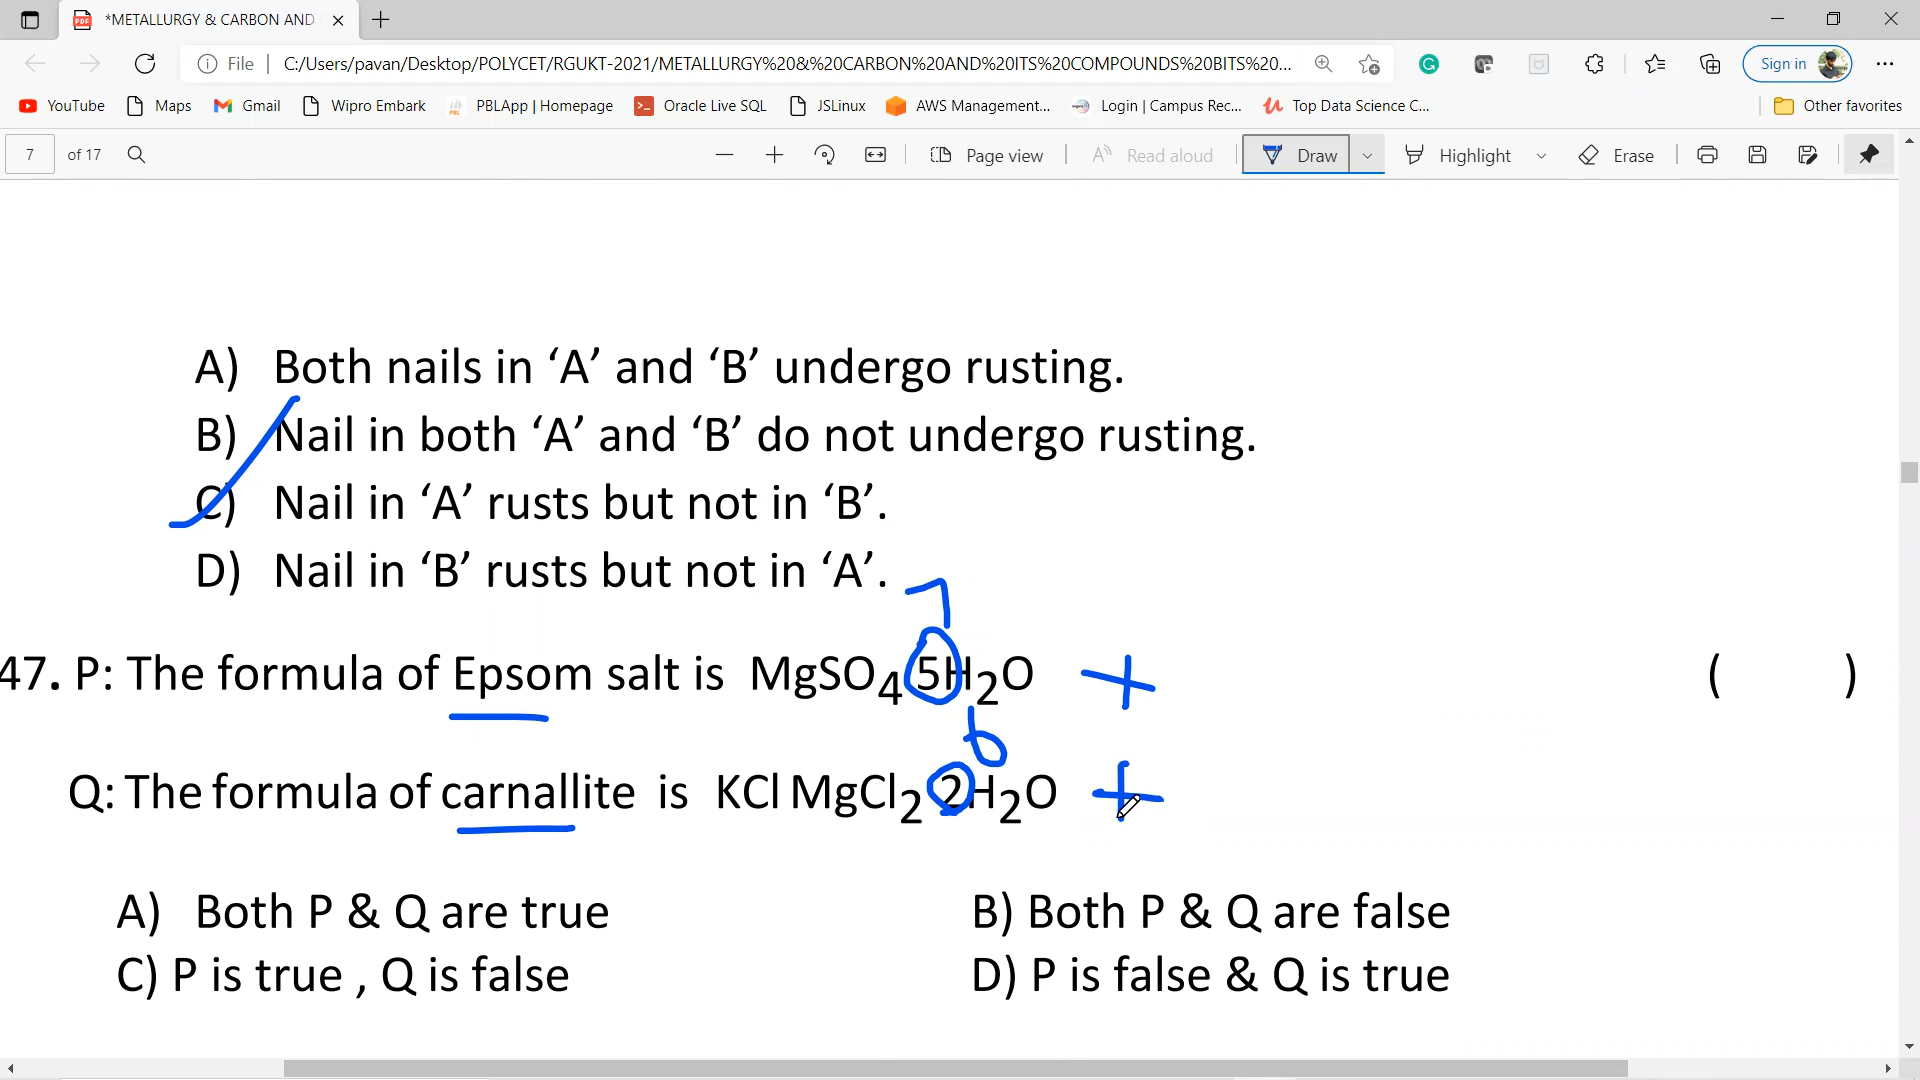 *METALLURGY & CARBON AND
File
C:/Users/pavan/Desktop/POLYCET/RGUKT-2021/METALLURGY%20&%20CARBON%20AND%20ITS%20COMPOUNDS%20BITS%20...
Sign in
YouTube Maps Gmail Wipro Embark PBLApp | Homepage Oracle Live SQL JSLinux AWS Management... Login | Campus Rec... Top Data Science C... Other favorites
7 of 17 Page view Read aloud Draw Highlight Erase
A) Both nails in ‘A’ and ‘B’ undergo rusting.
B) Nail in both ‘A’ and ‘B’ do not undergo rusting.
C) Nail in ‘A’ rusts but not in ‘B’.
D) Nail in ‘B’ rusts but not in ‘A’.
7
47. P: The formula of Epsom salt is MgSO4 5H2O ( )
6
Q: The formula of carnallite is KCl MgCl2 2H2O
A) Both P & Q are true B) Both P & Q are false
C) P is true , Q is false D) P is false & Q is true